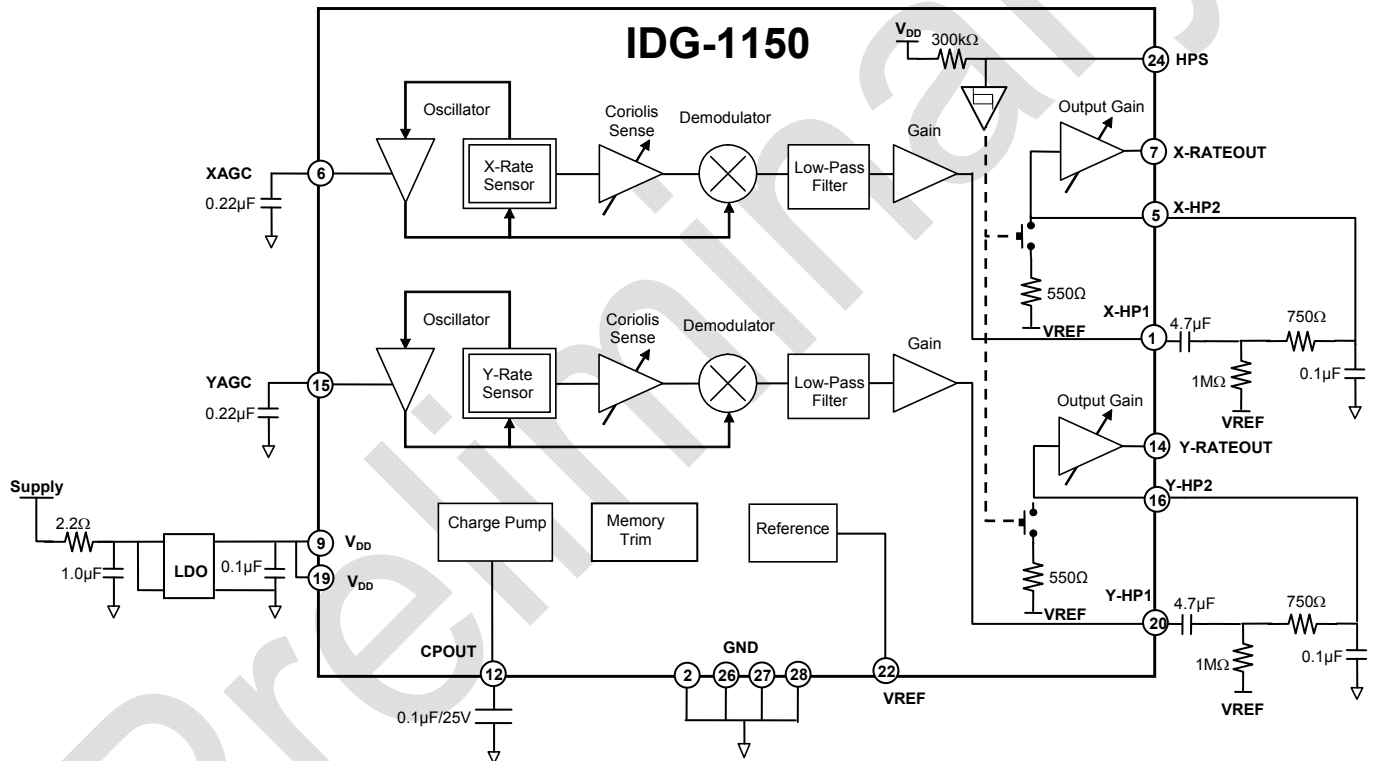 Preliminary
IDG-1150
VDD
300kΩ
24
HPS
Oscillator
Coriolis
Sense
Demodulator
Gain
Output Gain
XAGC
6
X-Rate
Sensor
Low-Pass
Filter
7
X-RATEOUT
0.22µF
5
X-HP2
550Ω
VREF
X-HP1
1
4.7µF
750Ω
1MΩ
0.1µF
VREF
Oscillator
Coriolis
Sense
Demodulator
Gain
YAGC
15
Y-Rate
Sensor
Low-Pass
Filter
0.22µF
Output Gain
14
Y-RATEOUT
16
Y-HP2
550Ω
VREF
Y-HP1
20
4.7µF
750Ω
1MΩ
0.1µF
VREF
Supply
2.2Ω
1.0µF
LDO
0.1µF
9
VDD
19
VDD
Charge Pump
Memory
Trim
Reference
CPOUT
12
0.1µF/25V
GND
2
26
27
28
22
VREF